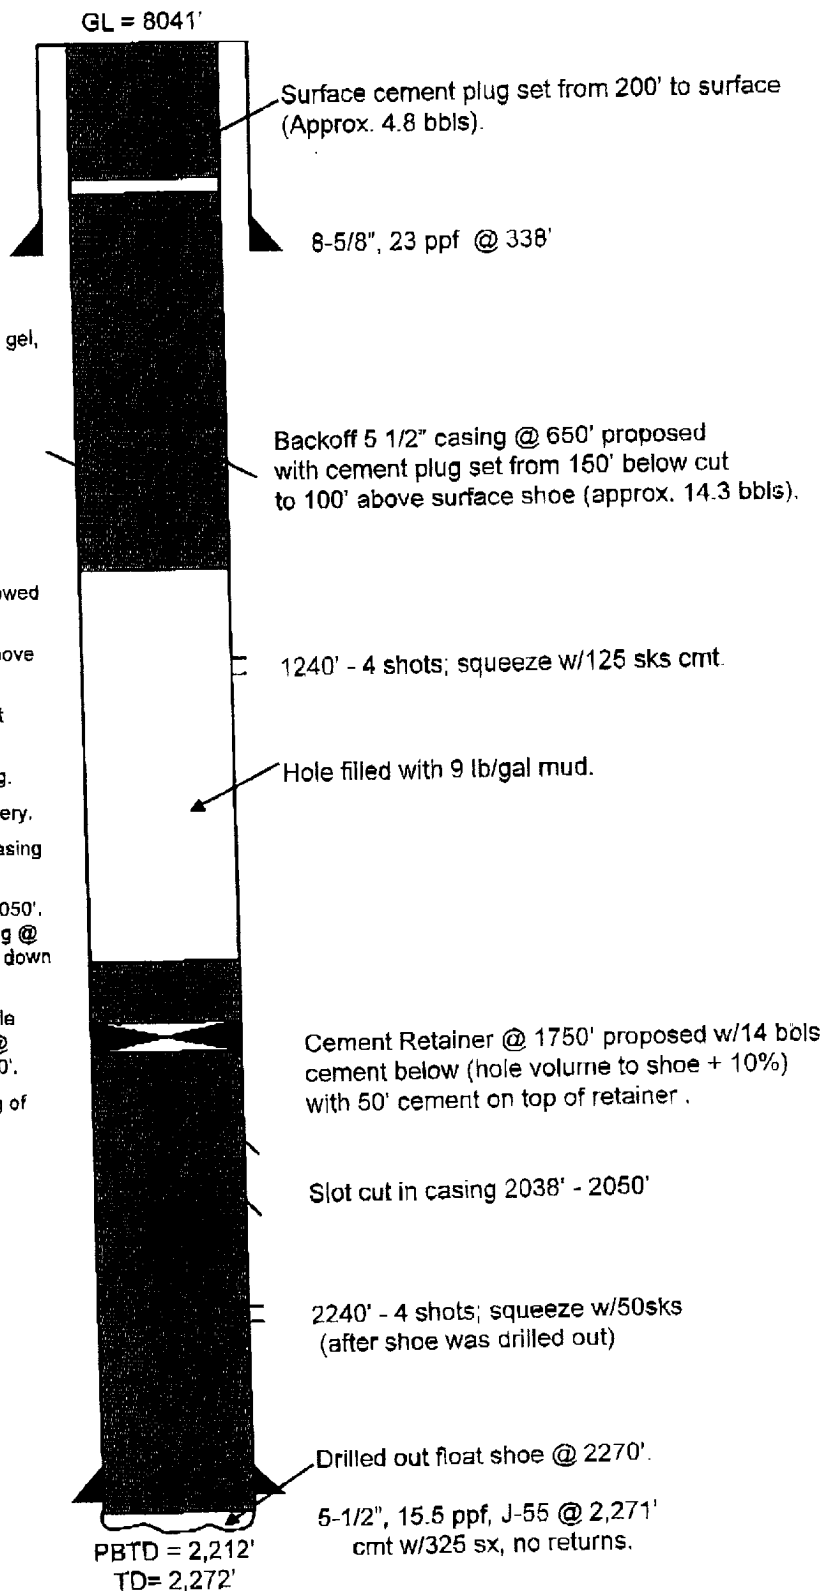 GL = 8041'
Surface cement plug set from 200' to surface
(Approx. 4.8 bbls).
8-5/8", 23 ppf @ 338'
gel,
Backoff 5 1/2" casing @ 650' proposed
with cement plug set from 150' below cut
to 100' above surface shoe (approx. 14.3 bbls).
owed
ove
1240' - 4 shots; squeeze w/125 sks cmt.
t
g.
Hole filled with 9 lb/gal mud.
ery.
asing
050'.
g @
down
le
@
0'.
g of
Cement Retainer @ 1750' proposed w/14 bbls
cement below (hole volume to shoe + 10%)
with 50' cement on top of retainer .
Slot cut in casing 2038' - 2050'
2240' - 4 shots; squeeze w/50sks
(after shoe was drilled out)
Drilled out float shoe @ 2270'.
5-1/2", 15.5 ppf, J-55 @ 2,271'
cmt w/325 sx, no returns.
PBTD = 2,212'
TD= 2,272'